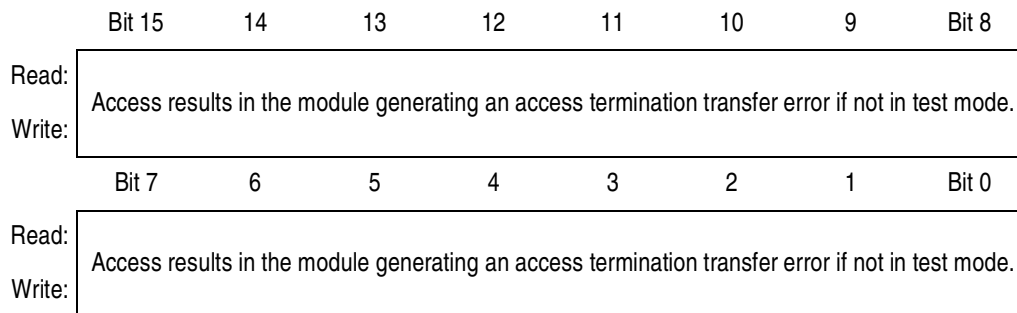 Bit 15 14 13 12 11 10 9 Bit 8
Read:
Access results in the module generating an access termination transfer error if not in test mode.
Write:
Bit 7 6 5 4 3 2 1 Bit 0
Read:
Access results in the module generating an access termination transfer error if not in test mode.
Write: